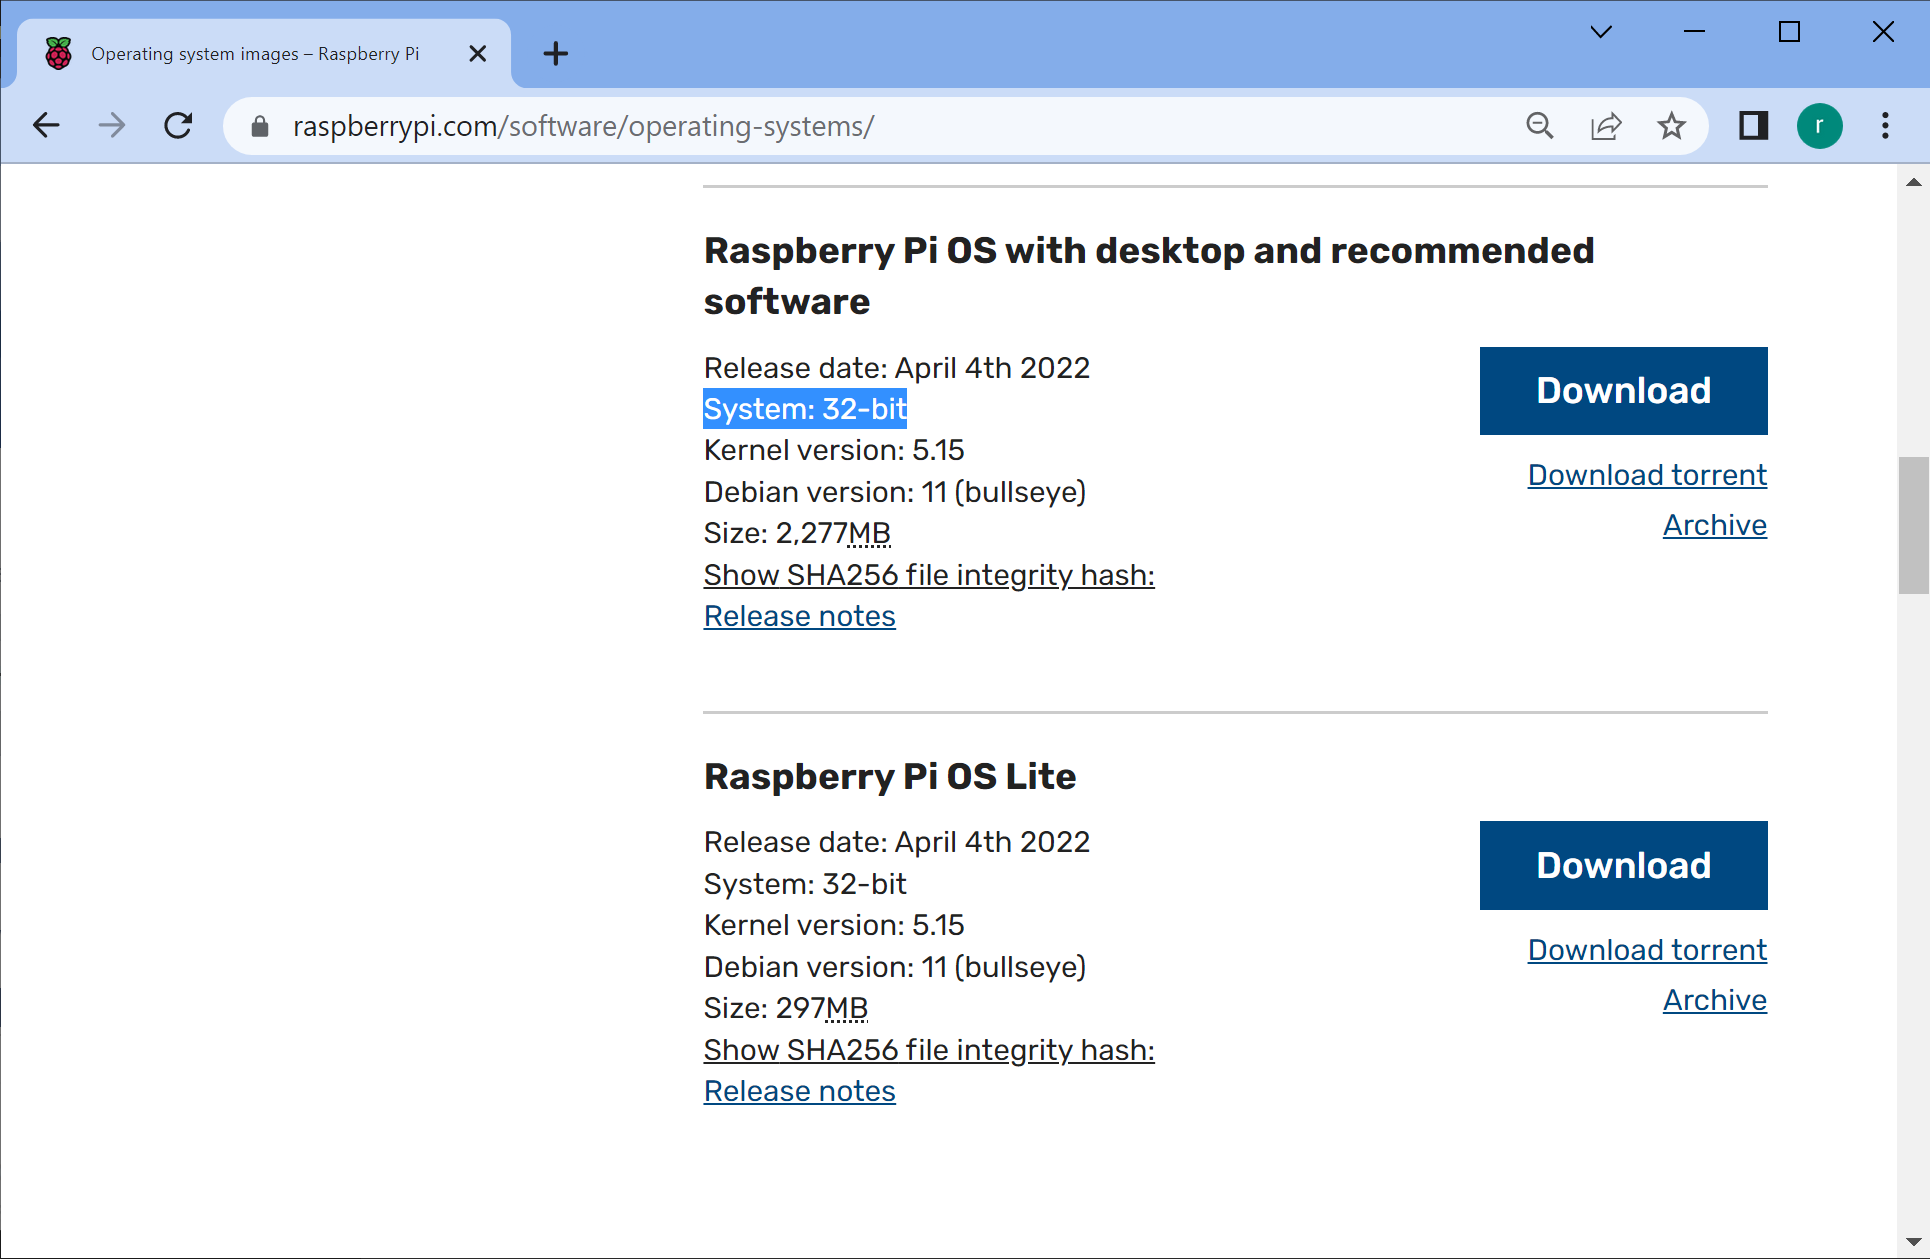 Operating system images – Raspberry Pi
raspberrypi.com/software/operating-systems/
r
Raspberry Pi OS with desktop and recommended
software
Release date: April 4th 2022
System: 32-bit
Kernel version: 5.15
Debian version: 11 (bullseye)
Size: 2,277MB
Show SHA256 file integrity hash:
Release notes
Download
Download torrent
Archive
Raspberry Pi OS Lite
Release date: April 4th 2022
System: 32-bit
Kernel version: 5.15
Debian version: 11 (bullseye)
Size: 297MB
Show SHA256 file integrity hash:
Release notes
Download
Download torrent
Archive